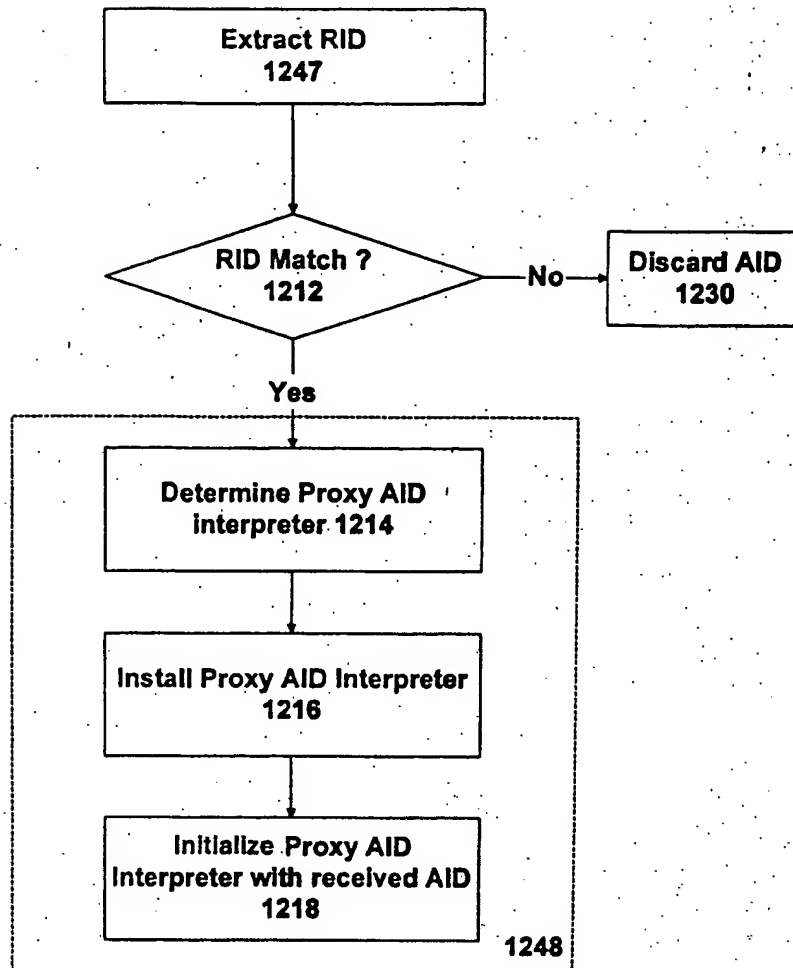 Extract RID
1247
RID Match ?
1212
No
Discard AID
1230
Yes
Determine Proxy AID
interpreter 1214
Install Proxy AID Interpreter
1216
Initialize Proxy AID
Interpreter with received AID
1218
1248